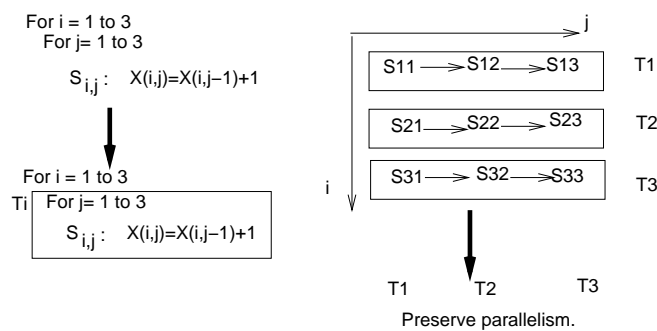 For i = 1 to 3
For j= 1 to 3
S i,j : X(i,j)=X(i,j−1)+1
For i = 1 to 3
Ti
For j= 1 to 3
S i,j : X(i,j)=X(i,j−1)+1
j
S11 S12 S13 T1
S21 S22 S23 T2
S31 S32 S33 T3
i
T1 T2 T3
Preserve parallelism.